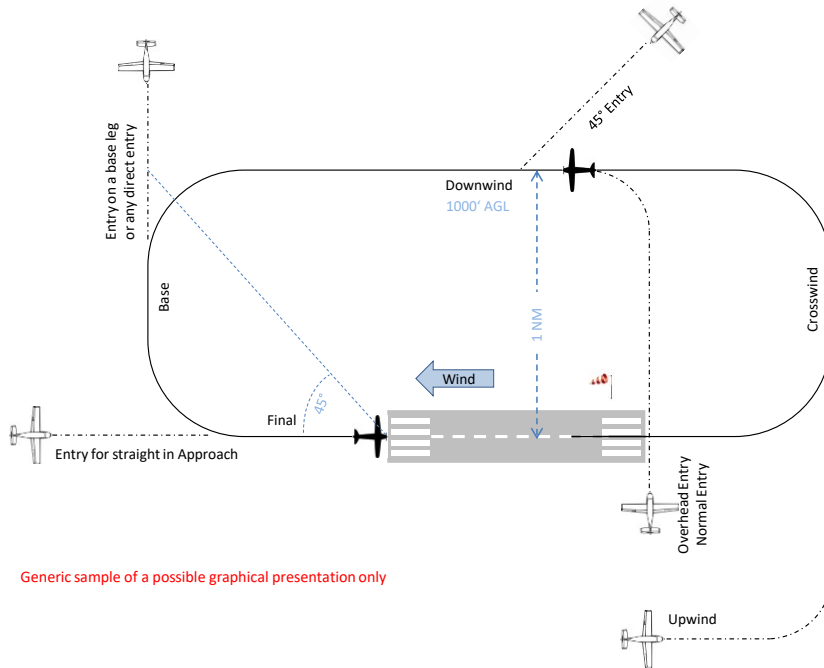 45° Entry
Entry on a base leg
or any direct entry
Downwind
1000' AGL
Base
1 NM
Crosswind
Wind
45°
Final
Entry for straight in Approach
Overhead Entry
Normal Entry
Generic sample of a possible graphical presentation only
Upwind